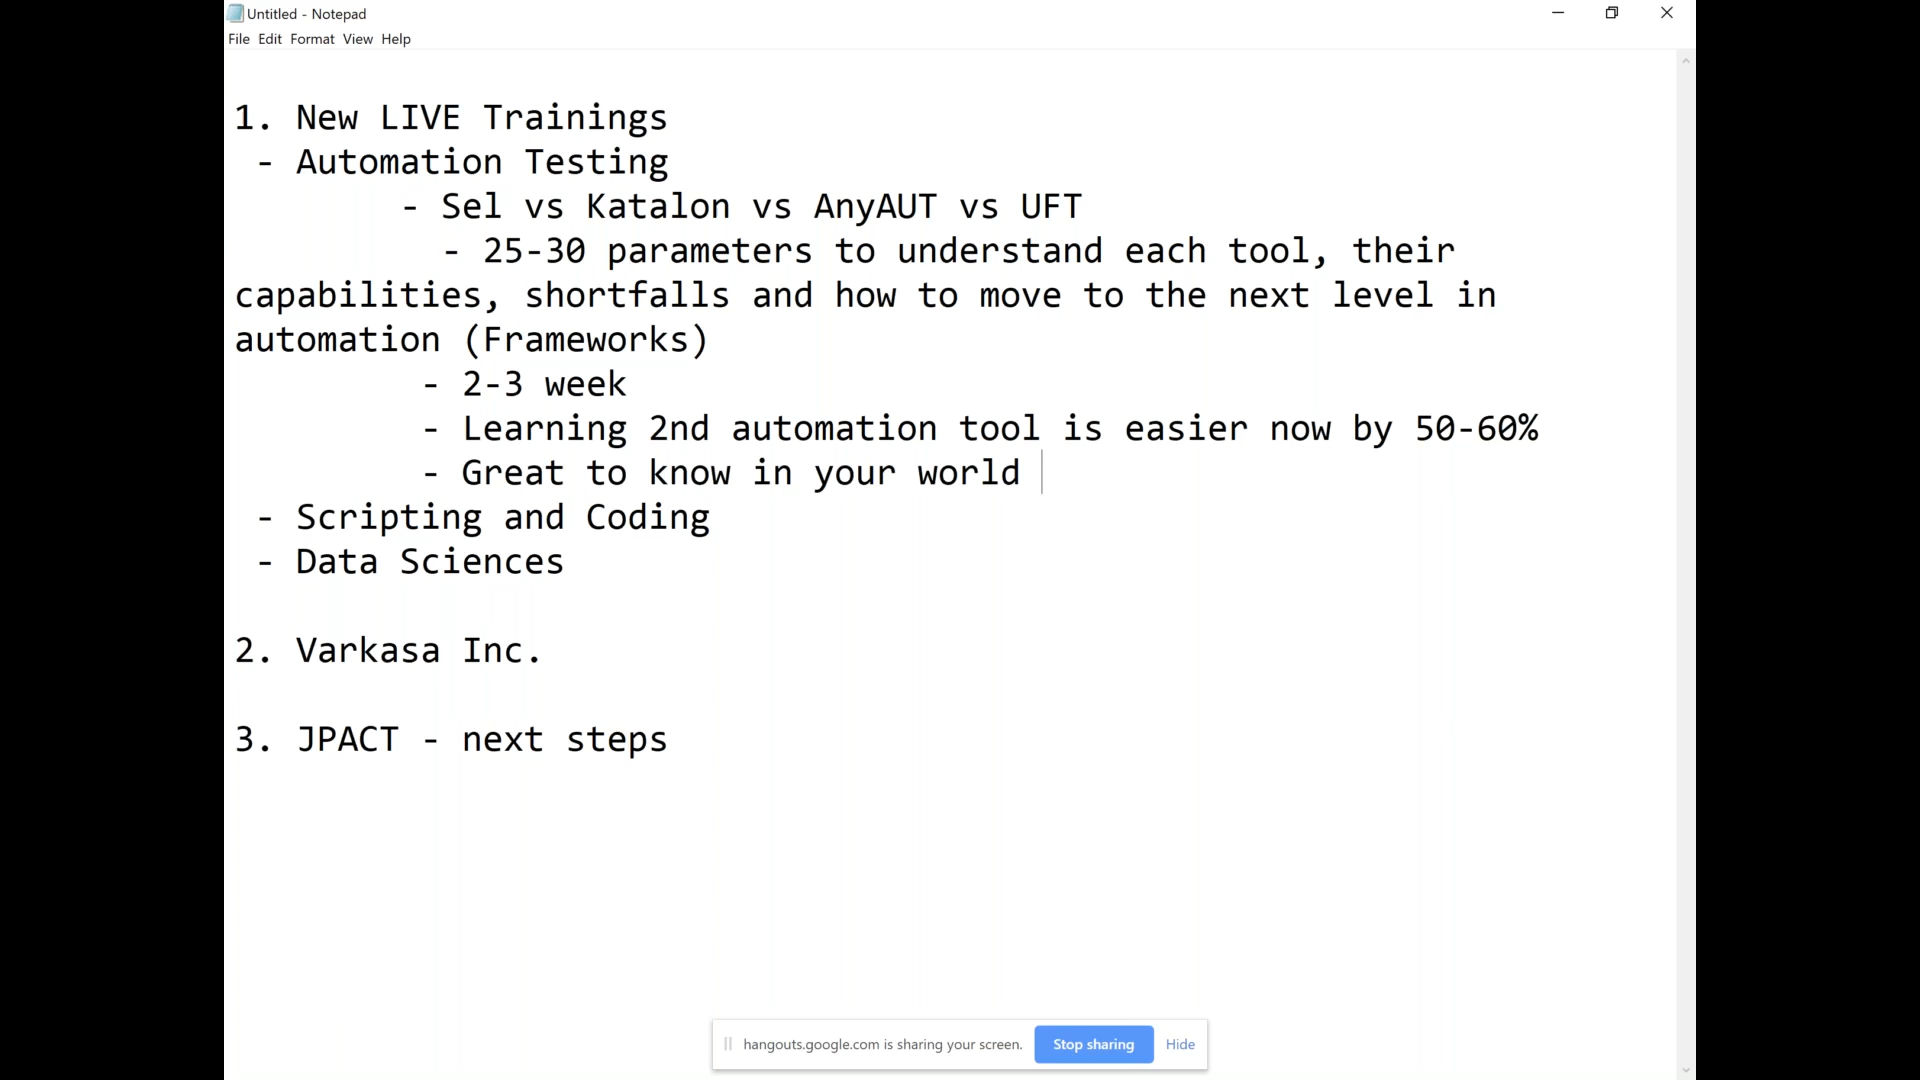 Untitled - Notepad
File Edit Format View Help
1. New LIVE Trainings
- Automation Testing
- Sel vs Katalon vs AnyAUT vs UFT
- 25-30 parameters to understand each tool, their
capabilities, shortfalls and how to move to the next level in
automation (Frameworks)
- 2-3 week
- Learning 2nd automation tool is easier now by 50-60%
- Great to know in your world
- Scripting and Coding
- Data Sciences
2. Varkasa Inc.
3. JPACT - next steps
hangouts.google.com is sharing your screen. Stop sharing Hide